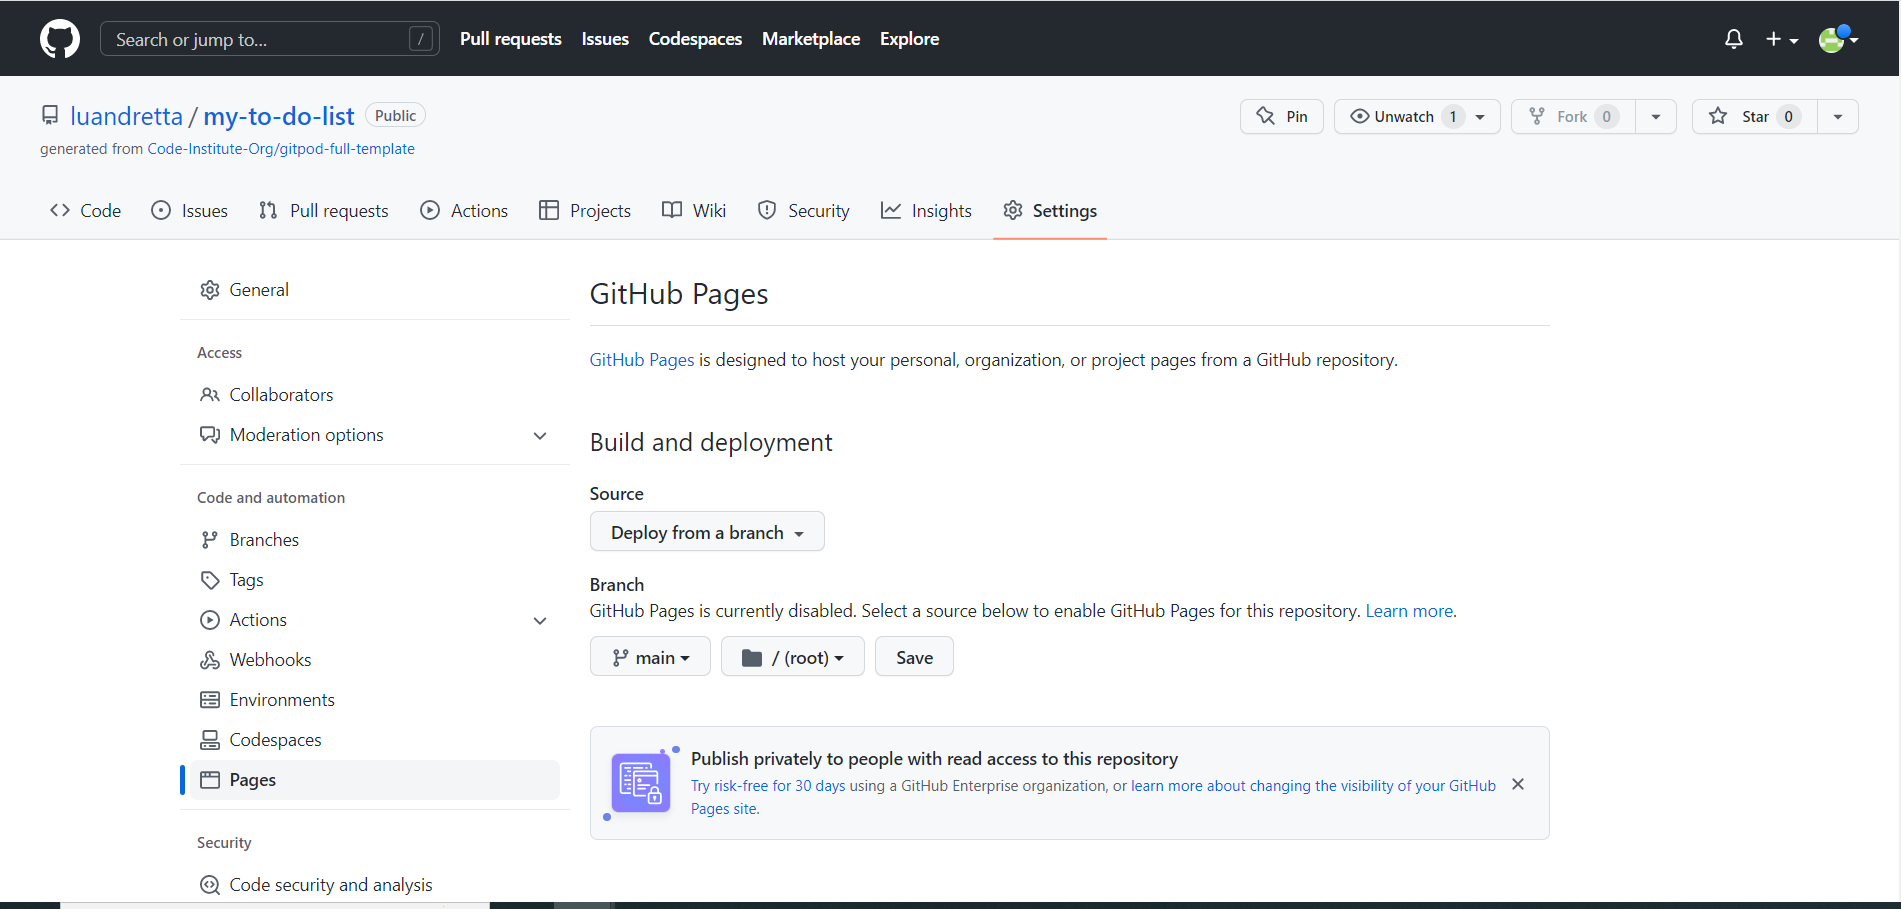 Search or jump to... /
Pull requests Issues Codespaces Marketplace Explore
luandretta / my-to-do-list Public
generated from Code-Institute-Org/gitpod-full-template
Pin
Unwatch 1
Fork 0
Star 0
Code Issues Pull requests Actions Projects Wiki Security Insights Settings
General
Access
Collaborators
Moderation options
Code and automation
Branches
Tags
Actions
Webhooks
Environments
Codespaces
Pages
Security
Code security and analysis
GitHub Pages
GitHub Pages is designed to host your personal, organization, or project pages from a GitHub repository.
Build and deployment
Source
Deploy from a branch
Branch
GitHub Pages is currently disabled. Select a source below to enable GitHub Pages for this repository. Learn more.
main / (root) Save
Publish privately to people with read access to this repository
Try risk-free for 30 days using a GitHub Enterprise organization, or learn more about changing the visibility of your GitHub
Pages site.